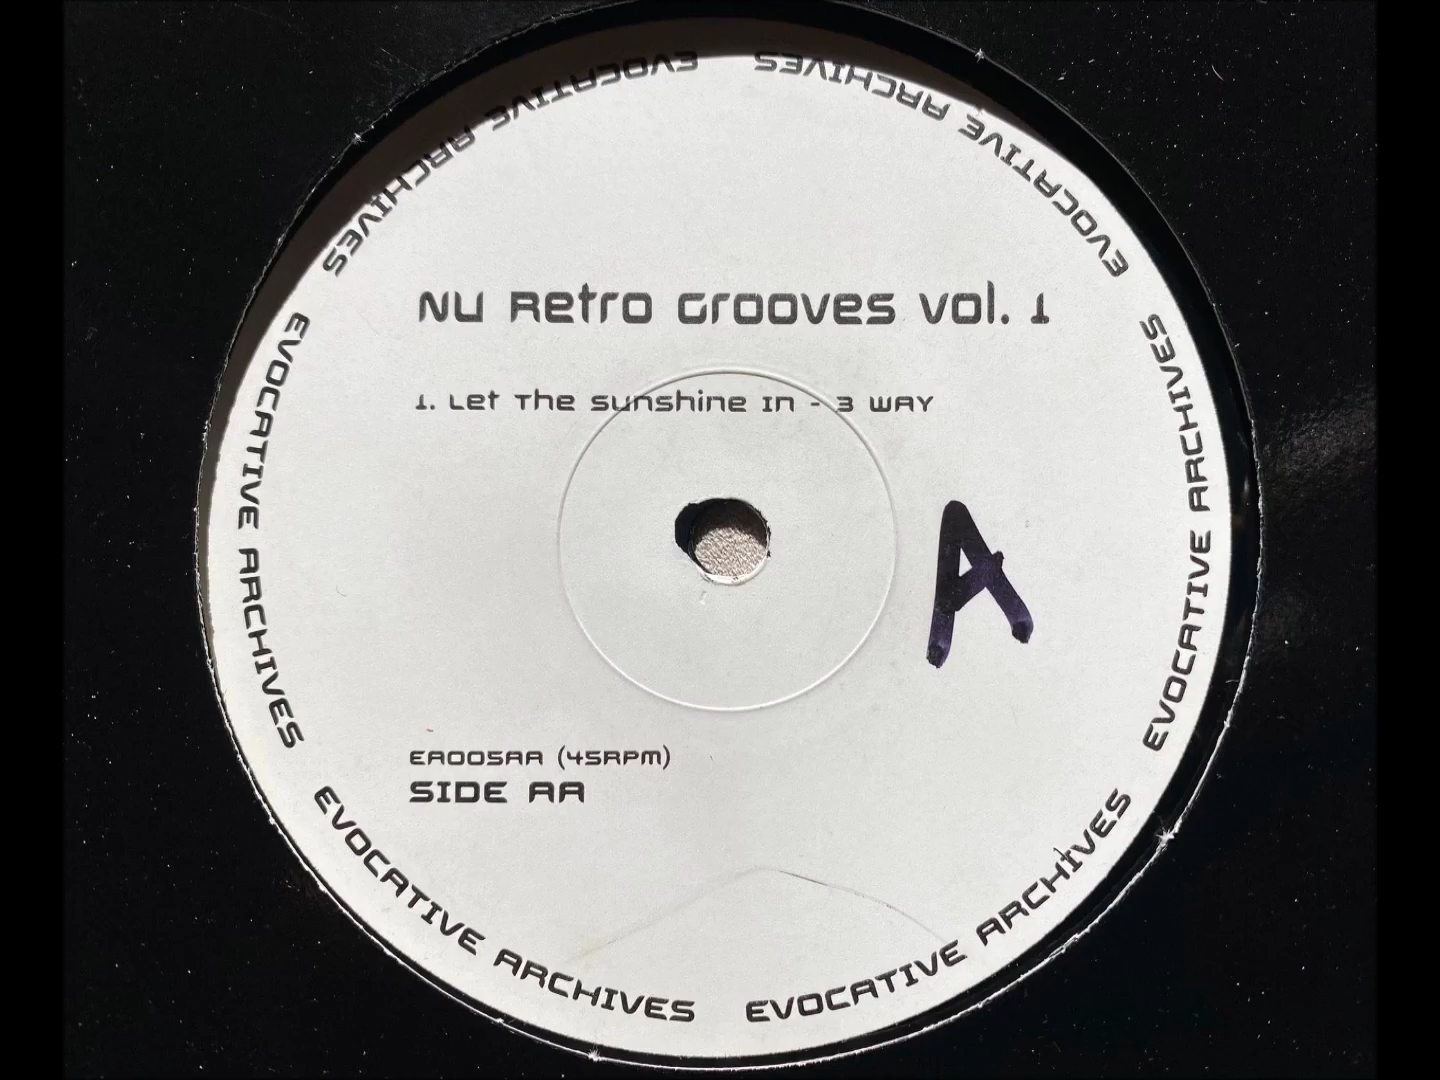 Nu Retro Grooves Vol. 1
1. Let The Sunshine In - 3 WAY
A
EA005AA (45RPM)
SIDE AA
EVOCATIVE ARCHIVES
EVOCATIVE ARCHIVES
EVOCATIVE ARCHIVES
EVOCATIVE ARCHIVES
EVOCATIVE ARCHIVES
EVOCATIVE ARCHIVES